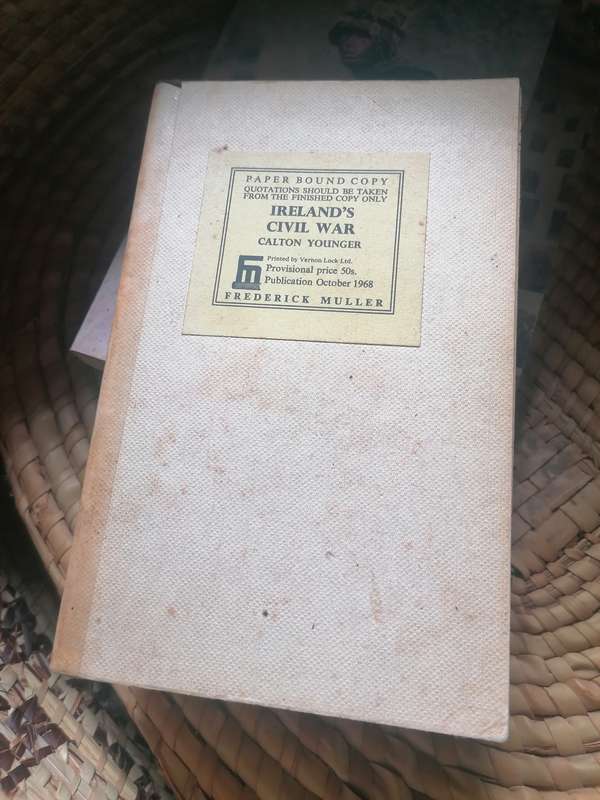 PAPER BOUND COPY
QUOTATIONS SHOULD BE TAKEN
FROM THE FINISHED COPY ONLY
IRELAND'S
CIVIL WAR
CALTON YOUNGER
Printed by Vernon Lock Ltd.
Provisional price 50s.
Publication October 1968
FREDERICK MULLER